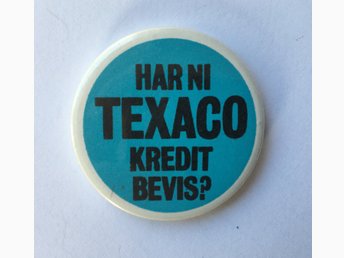 HAR NI
TEXACO
KREDIT
BEVIS?